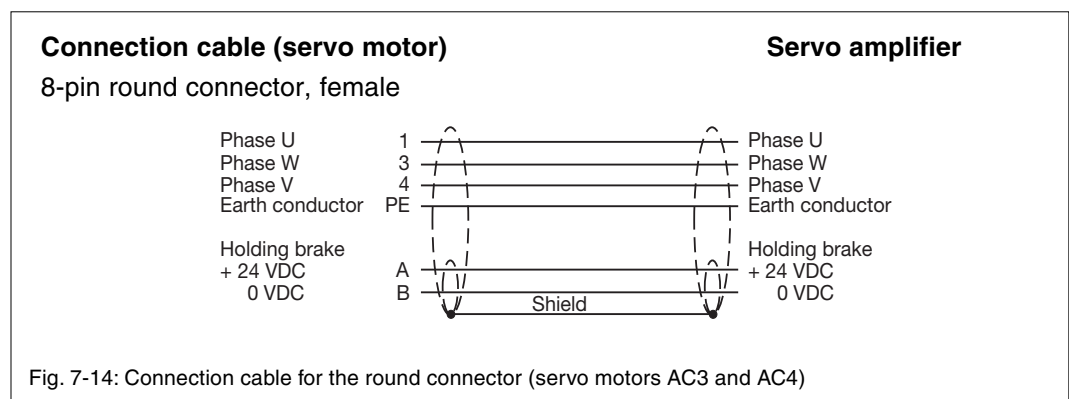 Connection cable (servo motor) Servo amplifier
8-pin round connector, female
Phase U 1 Phase U
Phase W 3 Phase W
Phase V 4 Phase V
Earth conductor PE Earth conductor
Holding brake Holding brake
+ 24 VDC A + 24 VDC
0 VDC B 0 VDC
Shield
Fig. 7-14: Connection cable for the round connector (servo motors AC3 and AC4)